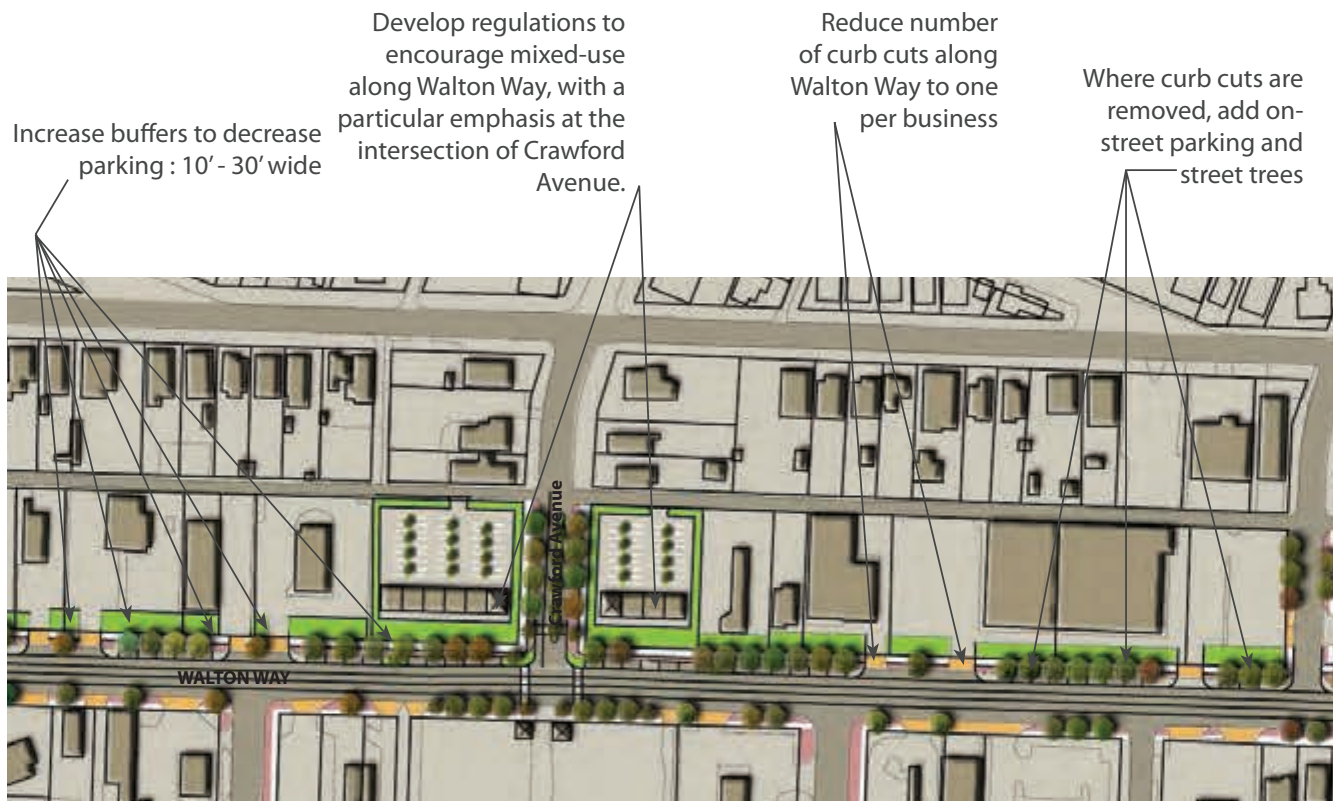 Increase buffers to decrease
parking : 10' - 30' wide
Develop regulations to
encourage mixed-use
along Walton Way, with a
particular emphasis at the
intersection of Crawford
Avenue.
Reduce number
of curb cuts along
Walton Way to one
per business
Where curb cuts are
removed, add on-
street parking and
street trees
Crawford Avenue
WALTON WAY